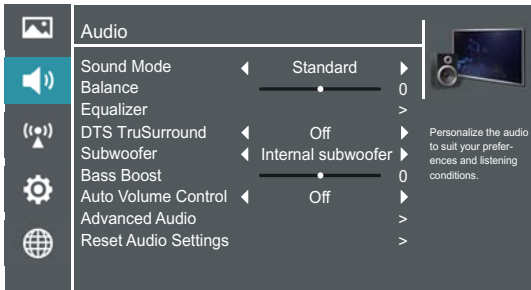 Audio
Sound Mode Standard
Balance 0
Equalizer >
DTS TruSurround Off
Subwoofer Internal subwoofer
Bass Boost 0
Auto Volume Control Off
Advanced Audio >
Reset Audio Settings >
Personalize the audio
to suit your prefer-
ences and listening
conditions.